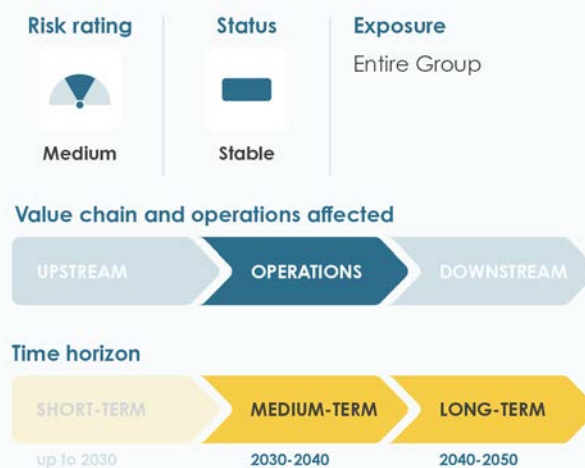 Risk rating
Status
Exposure
Entire Group
Medium
Stable
Value chain and operations affected
UPSTREAM
OPERATIONS
DOWNSTREAM
Time horizon
SHORT-TERM
MEDIUM-TERM
LONG-TERM
up to 2030
2030-2040
2040-2050